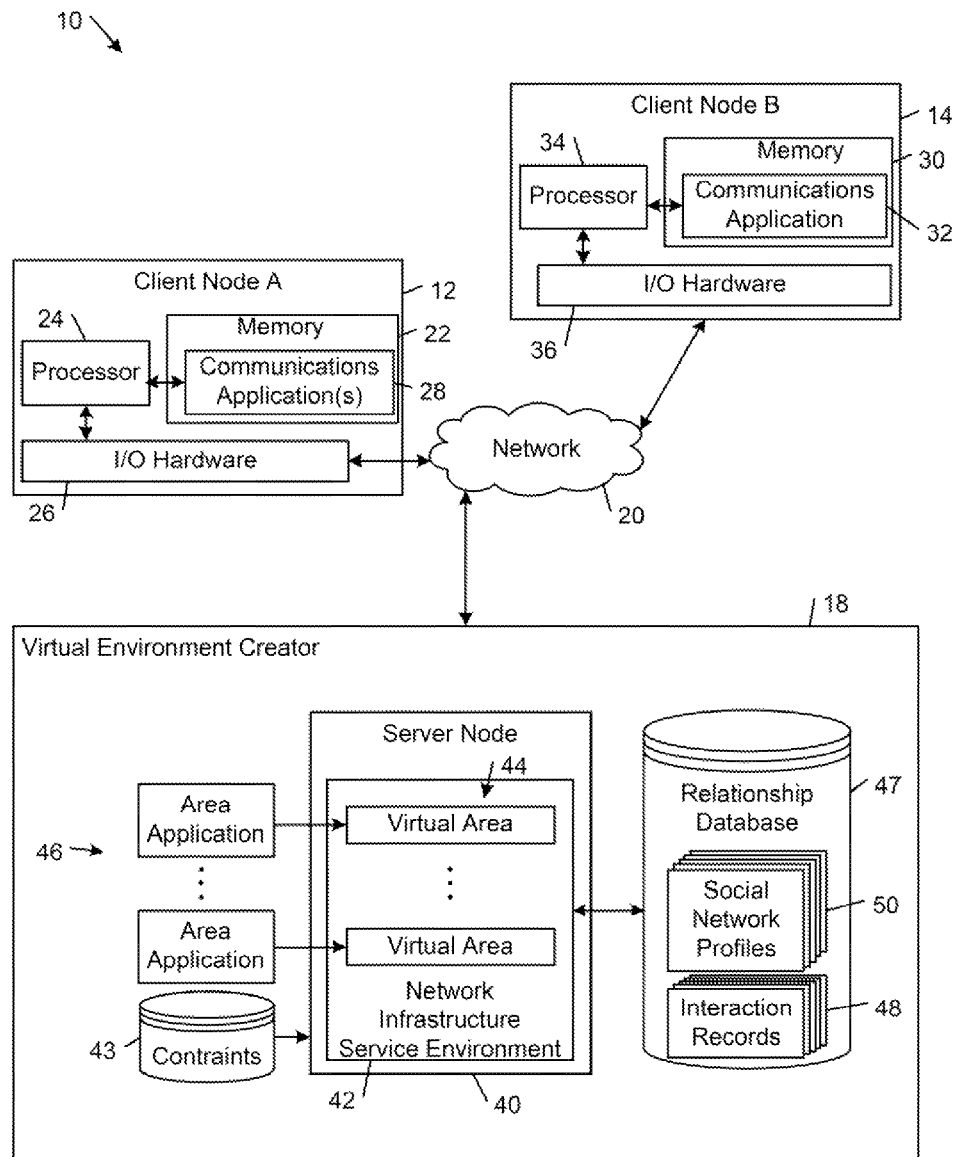 10
Client Node B
14
34
Memory
30
Processor
Communications
Application
32
I/O Hardware
36
Client Node A
12
24
Memory
22
Processor
Communications
Application(s)
28
I/O Hardware
26
Network
20
18
Virtual Environment Creator
Server Node
44
47
Area
Application
Virtual Area
Relationship
Database
46
Social
Network
Profiles
50
Area
Application
Virtual Area
Network
Infrastructure
Service Environment
Interaction
Records
48
43
Contraints
42
40